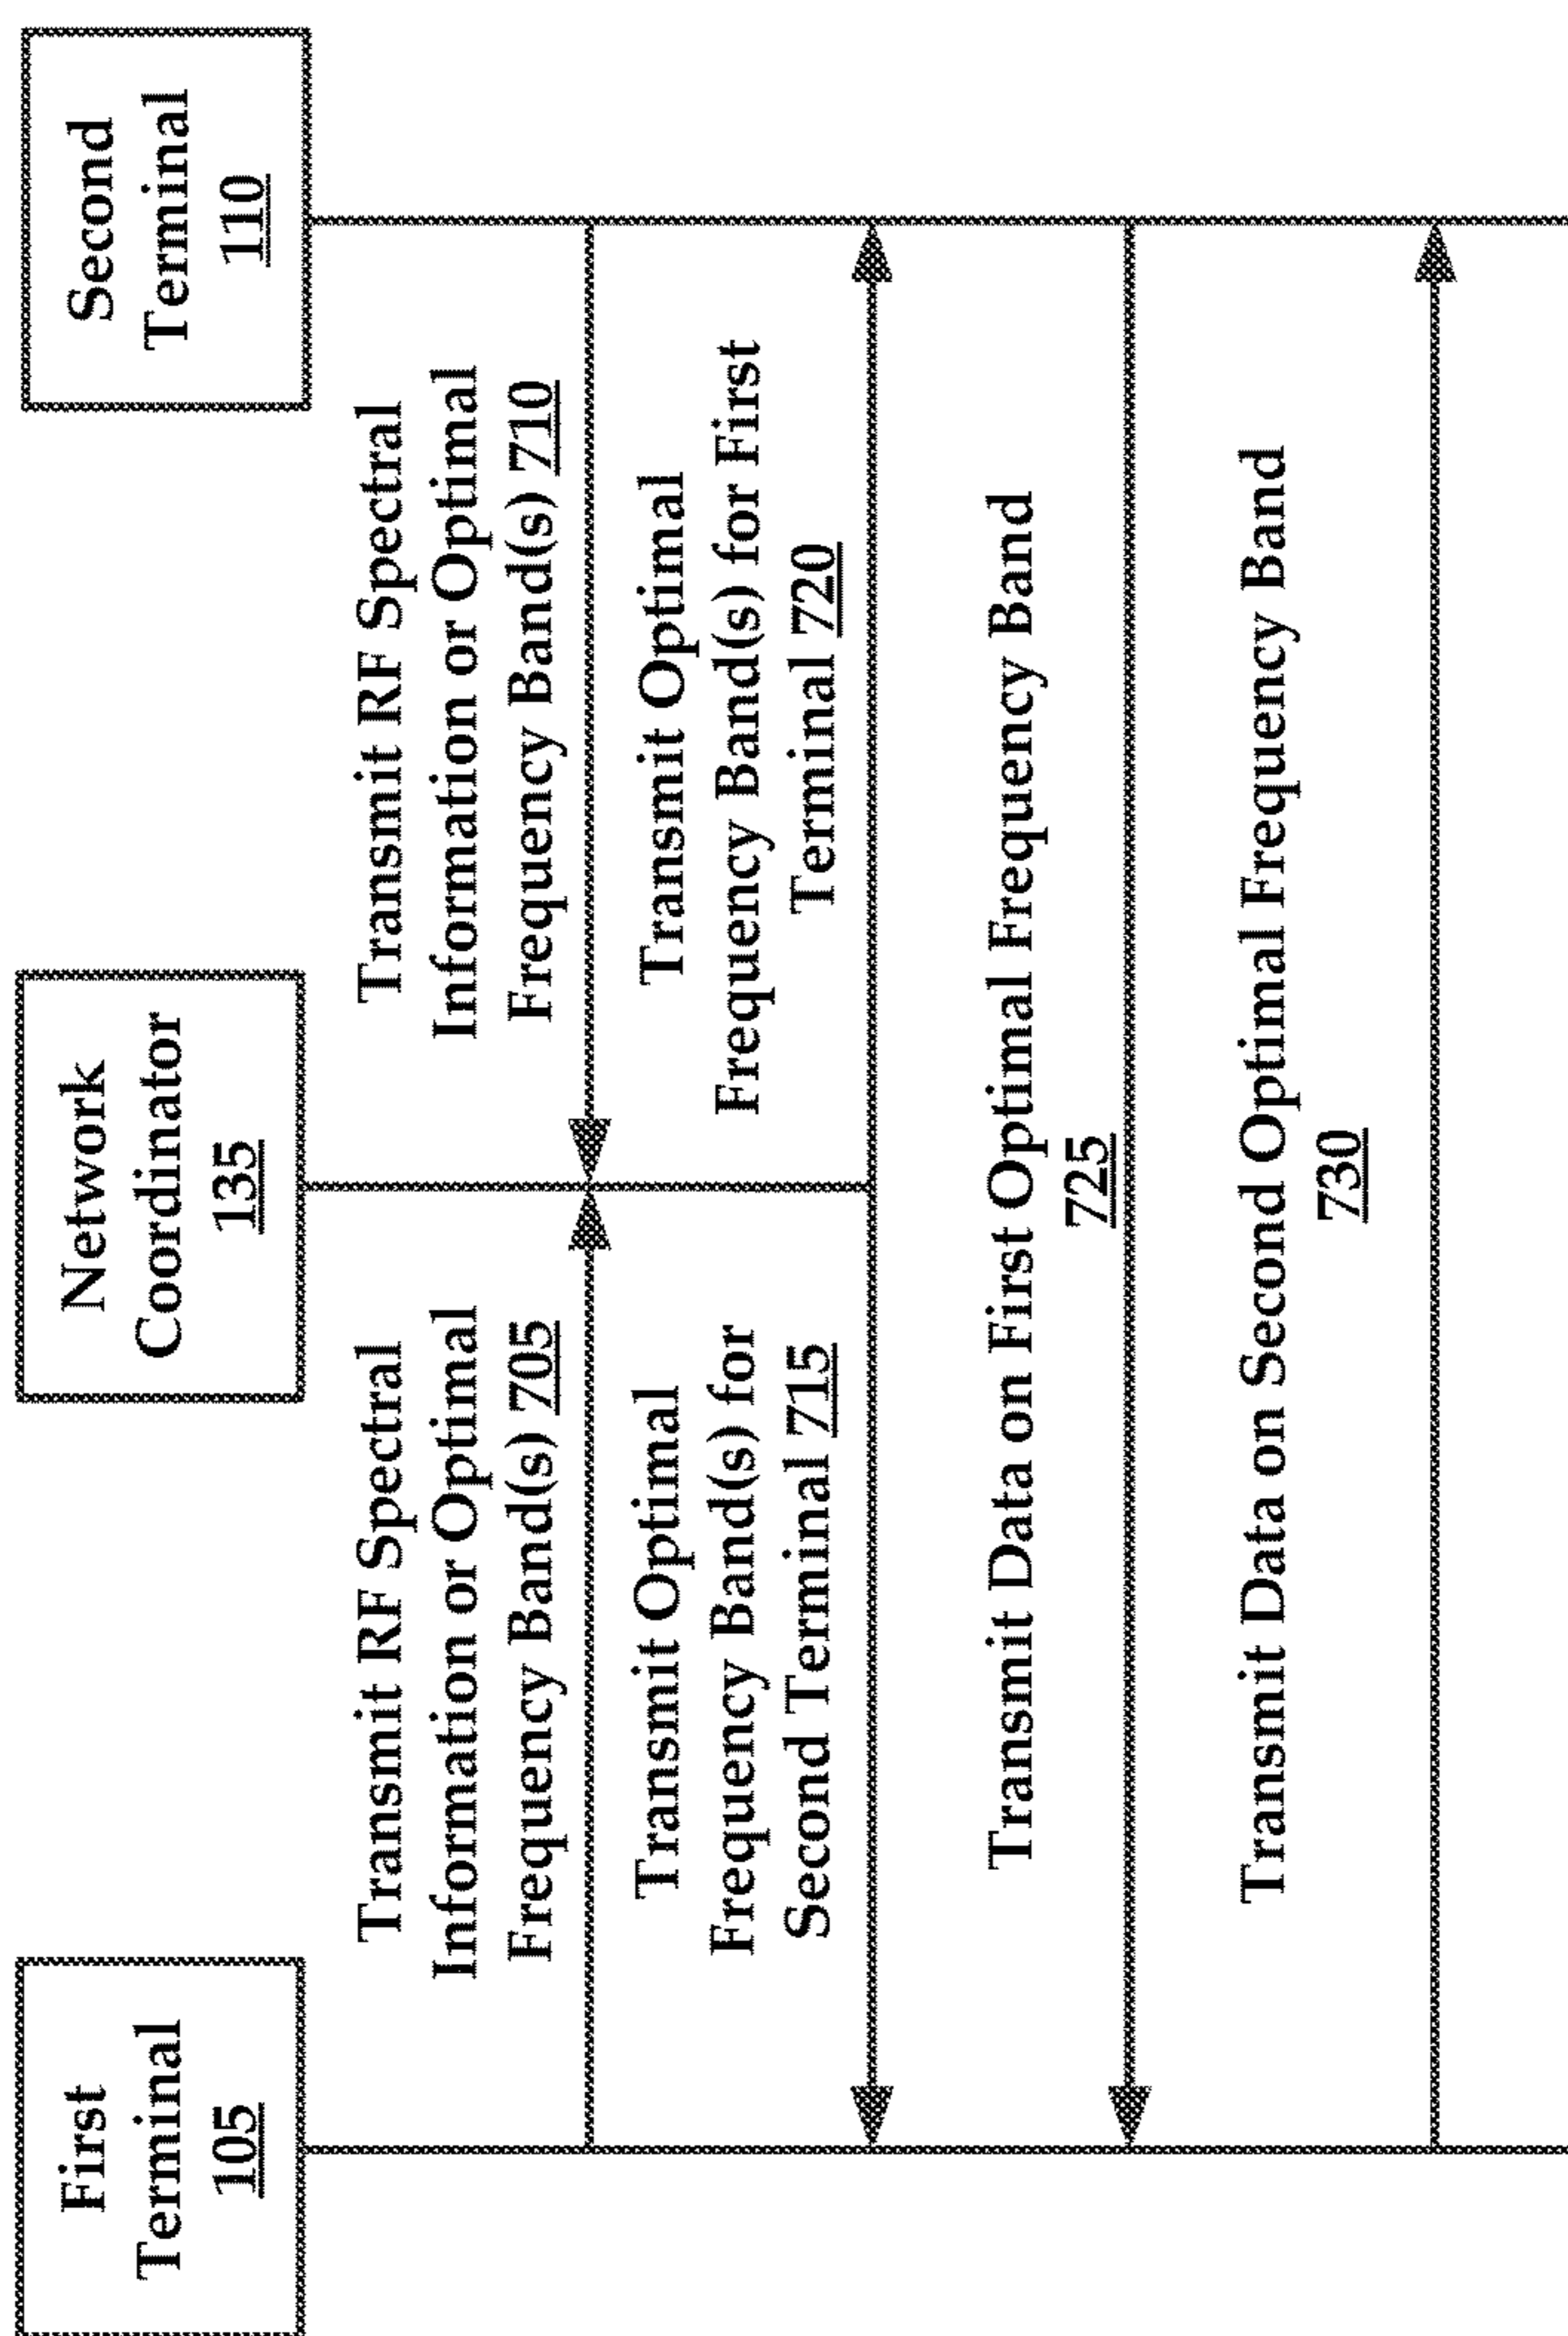 First
Terminal
105
Network
Coordinator
135
Second
Terminal
110
Transmit RF Spectral
Information or Optimal
Frequency Band(s) 705
Transmit RF Spectral
Information or Optimal
Frequency Band(s) 710
Transmit Optimal
Frequency Band(s) for
Second Terminal 715
Transmit Optimal
Frequency Band(s) for First
Terminal 720
Transmit Data on First Optimal Frequency Band
725
Transmit Data on Second Optimal Frequency Band
730